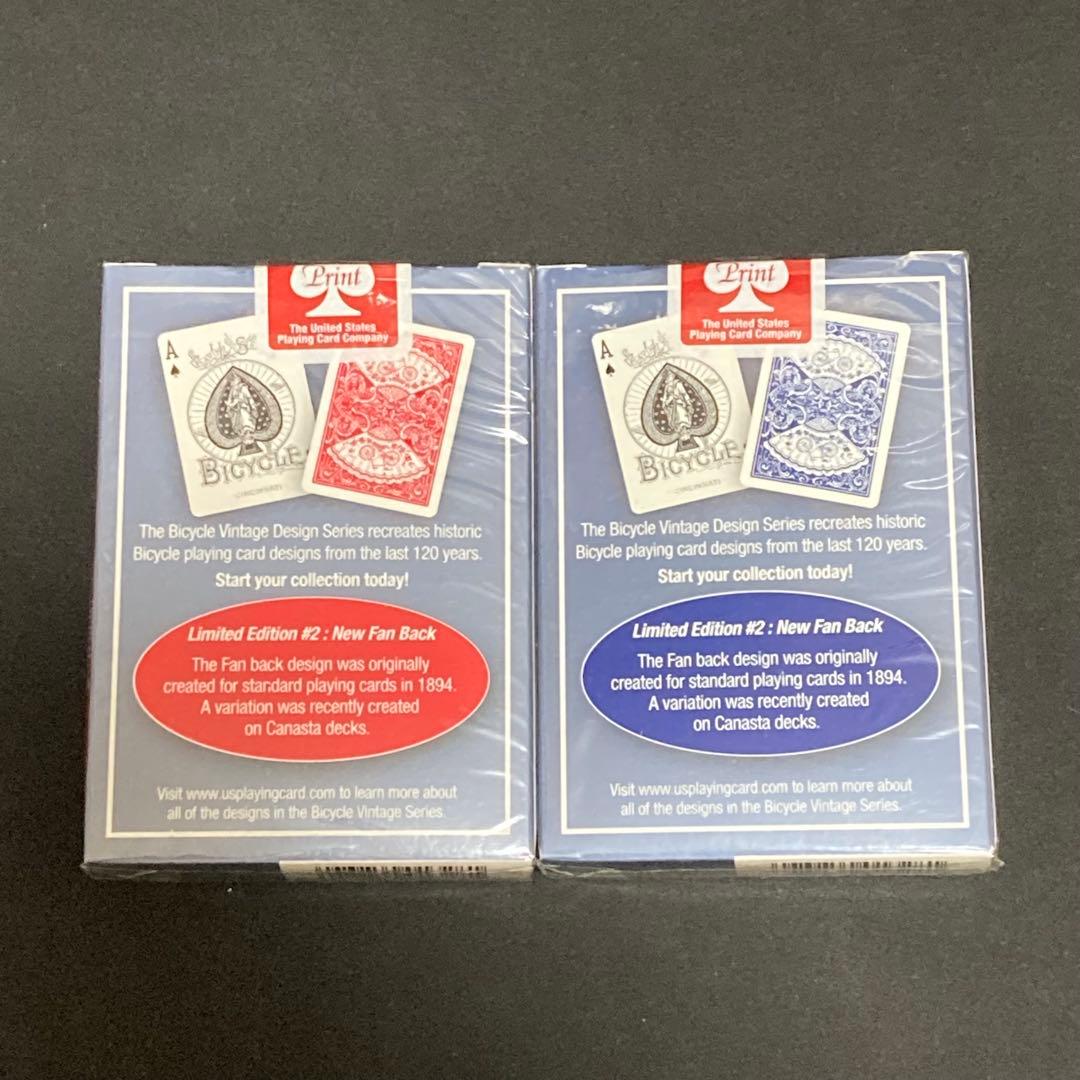 Print
The United States
Playing Card Company
A
BICYCLE
CINCINNATI
The Bicycle Vintage Design Series recreates historic
Bicycle playing card designs from the last 120 years.
Start your collection today!
Limited Edition #2 : New Fan Back
The Fan back design was originally
created for standard playing cards in 1894.
A variation was recently created
on Canasta decks.
Visit www.usplayingcard.com to learn more about
all of the designs in the Bicycle Vintage Series.
Print
The United States
Playing Card Company
A
BICYCLE
CINCINNATI
The Bicycle Vintage Design Series recreates historic
Bicycle playing card designs from the last 120 years.
Start your collection today!
Limited Edition #2 : New Fan Back
The Fan back design was originally
created for standard playing cards in 1894.
A variation was recently created
on Canasta decks.
Visit www.usplayingcard.com to learn more about
all of the designs in the Bicycle Vintage Series.